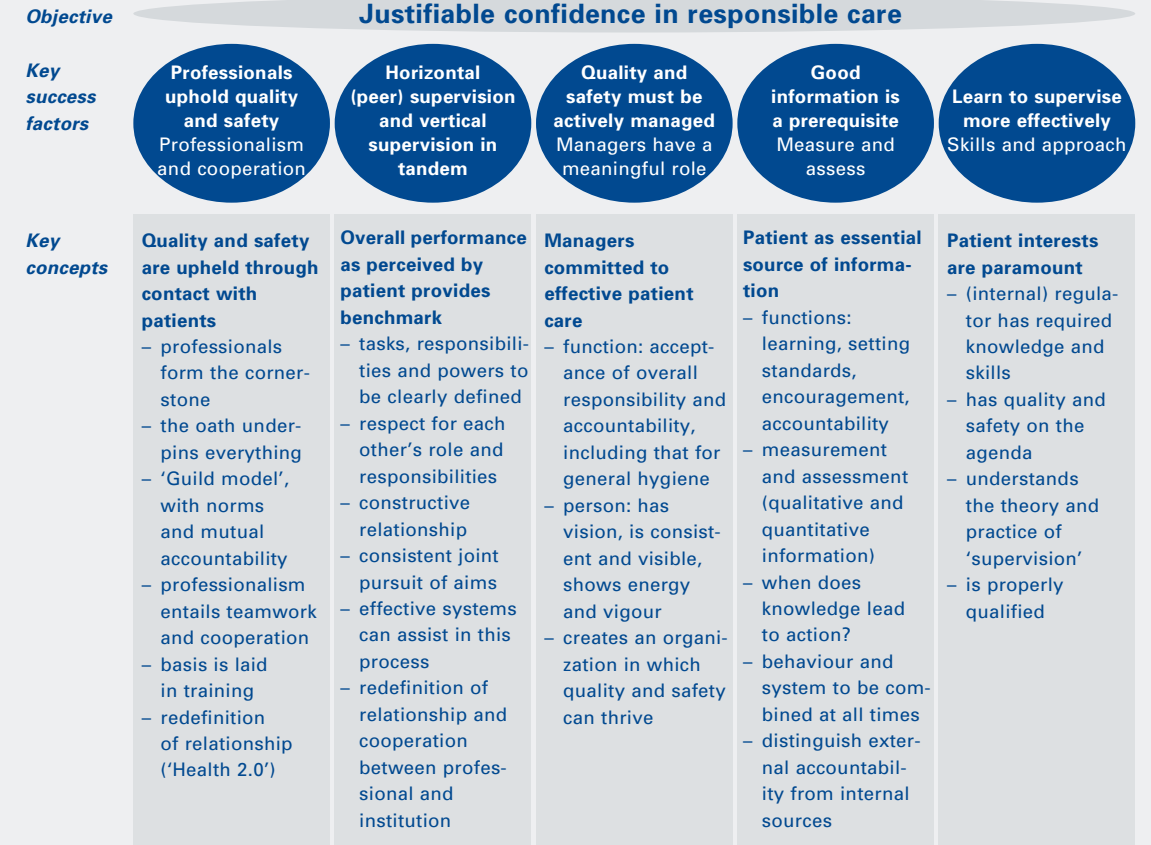 Objective
Justifiable confidence in responsible care
Key
success
factors
Professionals
uphold quality
and safety
Professionalism
and cooperation
Horizontal
(peer) supervision
and vertical
supervision in
tandem
Quality and
safety must be
actively managed
Managers have a
meaningful role
Good
information is
a prerequisite
Measure and
assess
Learn to supervise
more effectively
Skills and approach
Key
concepts
Quality and safety
are upheld through
contact with
patients
– professionals
form the corner-
stone
– the oath under-
pins everything
– ‘Guild model’,
with norms
and mutual
accountability
– professionalism
entails teamwork
and cooperation
– basis is laid
in training
– redefinition
of relationship
(‘Health 2.0’)
Overall performance
as perceived by
patient provides
benchmark
– tasks, responsibili-
ties and powers to
be clearly defined
– respect for each
other’s role and
responsibilities
– constructive
relationship
– consistent joint
pursuit of aims
– effective systems
can assist in this
process
– redefinition of
relationship and
cooperation
between profes-
sional and
institution
Managers
committed to
effective patient
care
– function: accept-
ance of overall
responsibility and
accountability,
including that for
general hygiene
– person: has
vision, is consist-
ent and visible,
shows energy
and vigour
– creates an organi-
zation in which
quality and safety
can thrive
Patient as essential
source of informa-
tion
– functions:
learning, setting
standards,
encouragement,
accountability
– measurement
and assessment
(qualitative and
quantitative
information)
– when does
knowledge lead
to action?
– behaviour and
system to be com-
bined at all times
– distinguish exter-
nal accountabil-
ity from internal
sources
Patient interests
are paramount
– (internal) regula-
tor has required
knowledge and
skills
– has quality and
safety on the
agenda
– understands
the theory and
practice of
‘supervision’
– is properly
qualified